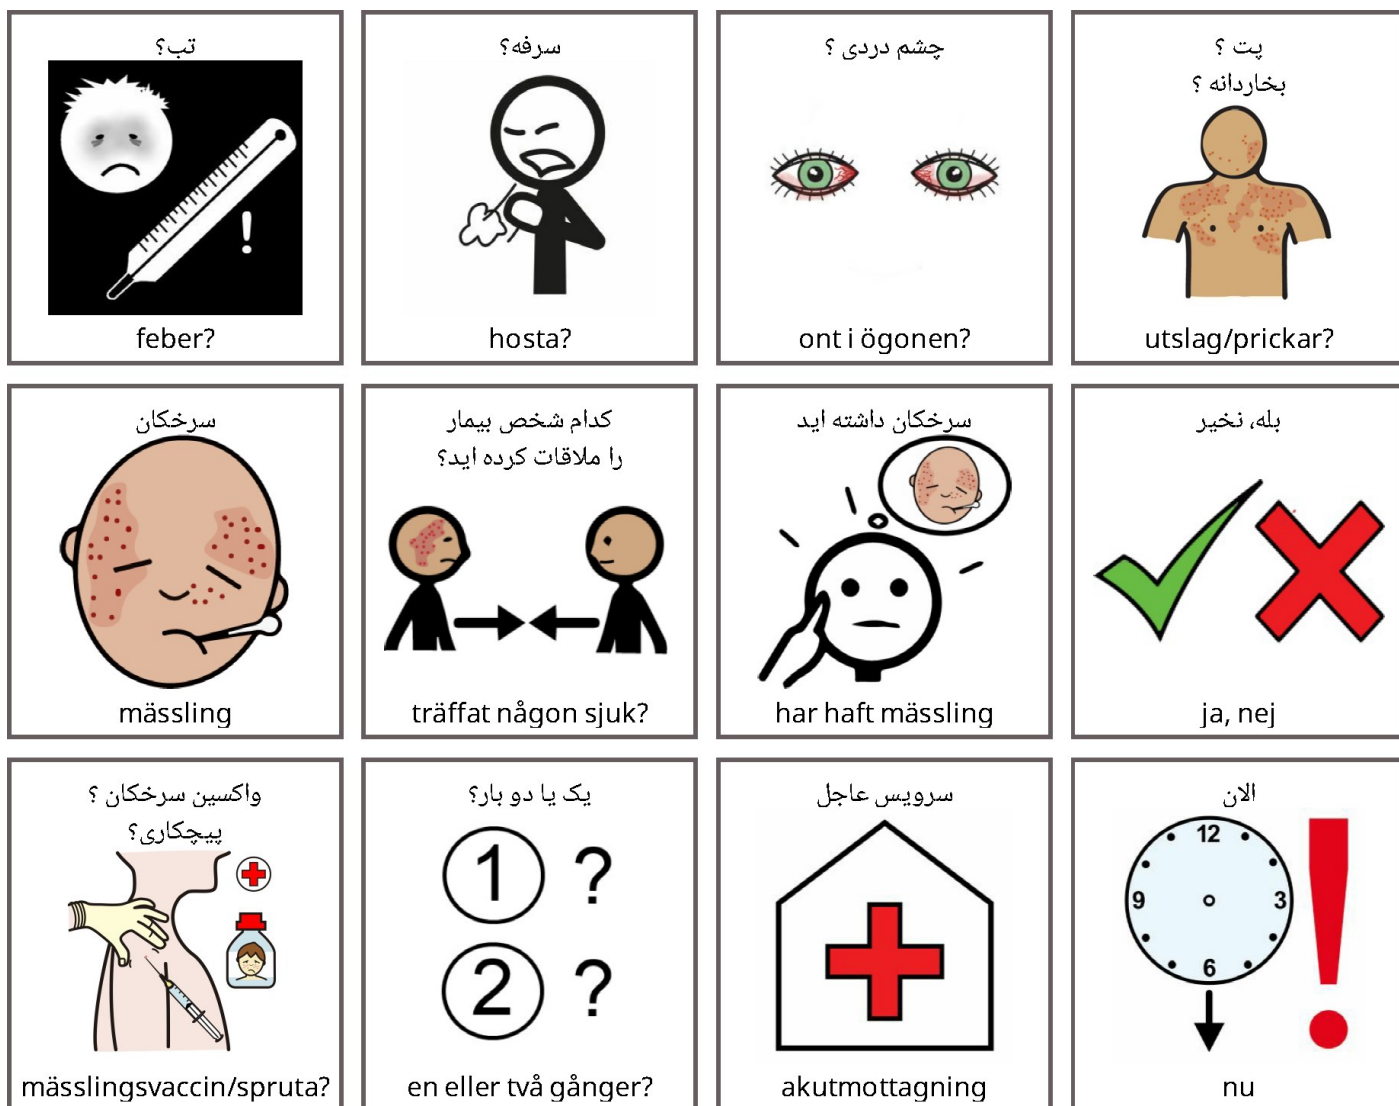 تب؟
feber?
سرفه؟
hosta?
چشم دردی ؟
ont i ögonen?
پت ؟
بخاردانه ؟
utslag/prickar?
سرخکان
mässling
کدام شخص بیمار
را ملاقات کرده اید؟
träffat någon sjuk?
سرخکان داشته اید
har haft mässling
بله، نخیر
ja, nej
واکسین سرخکان ؟
پیچکاری؟
mässlingsvaccin/spruta?
یک یا دو بار؟
1 ?
2 ?
en eller två gånger?
سرویس عاجل
akutmottagning
الان
12
9 3
6
nu